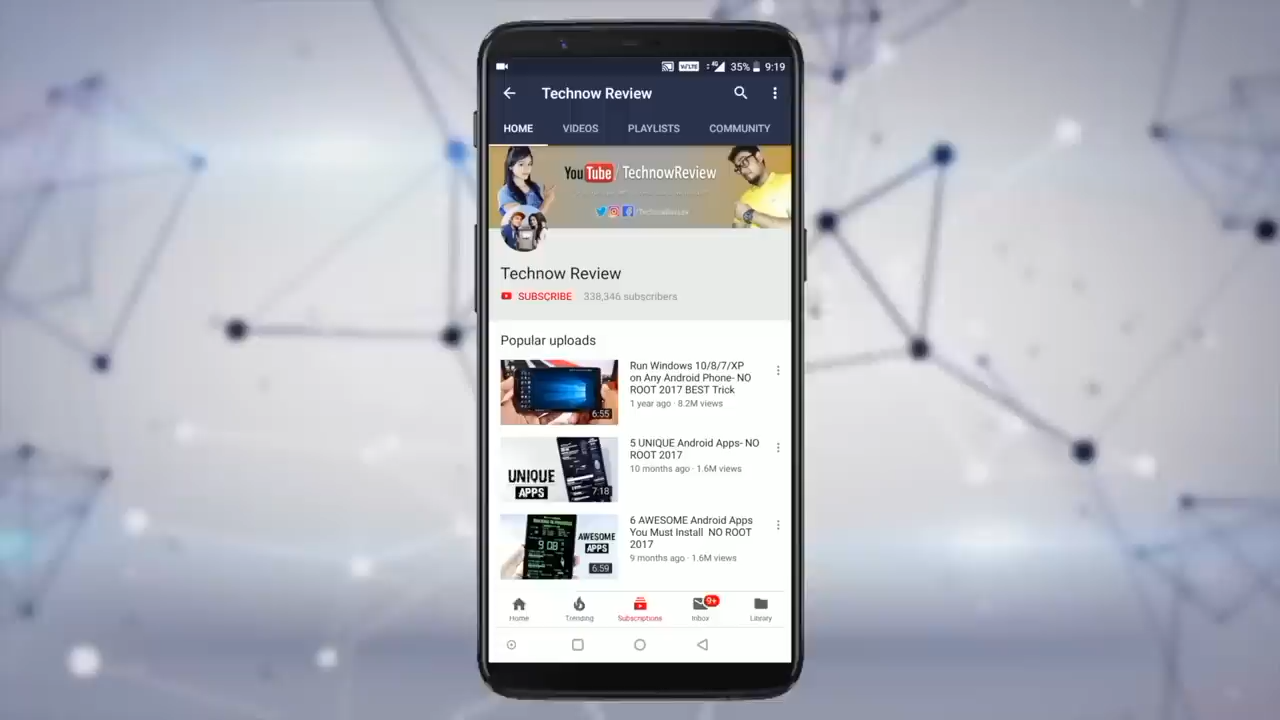 VoLTE 4G 35% 9:19
Technow Review
HOME VIDEOS PLAYLISTS COMMUNITY
YouTube/TechnowReview
Technow Review
SUBSCRIBE 338,346 subscribers
Popular uploads
Run Windows 10/8/7/XP
on Any Android Phone- NO
ROOT 2017 BEST Trick
1 year ago · 8.2M views
6:55
5 UNIQUE Android Apps- NO
ROOT 2017
10 months ago · 1.6M views
UNIQUE
APPS
7:18
6 AWESOME Android Apps
You Must Install NO ROOT
2017
9 months ago · 1.6M views
9:08
AWESOME
APPS
6:59
9+
Home Trending Subscriptions Inbox Library